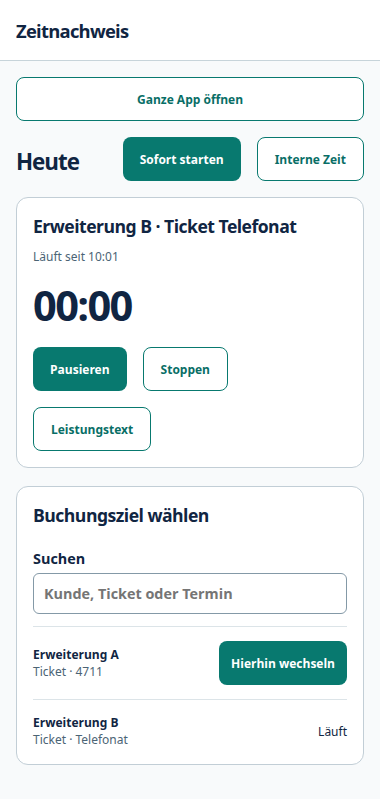 Zeitnachweis
Ganze App öffnen
Heute
Sofort starten
Interne Zeit
Erweiterung B · Ticket Telefonat
Läuft seit 10:01
00:00
Pausieren
Stoppen
Leistungstext
Buchungsziel wählen
Suchen
Kunde, Ticket oder Termin
Erweiterung A
Ticket · 4711
Hierhin wechseln
Erweiterung B
Ticket · Telefonat
Läuft